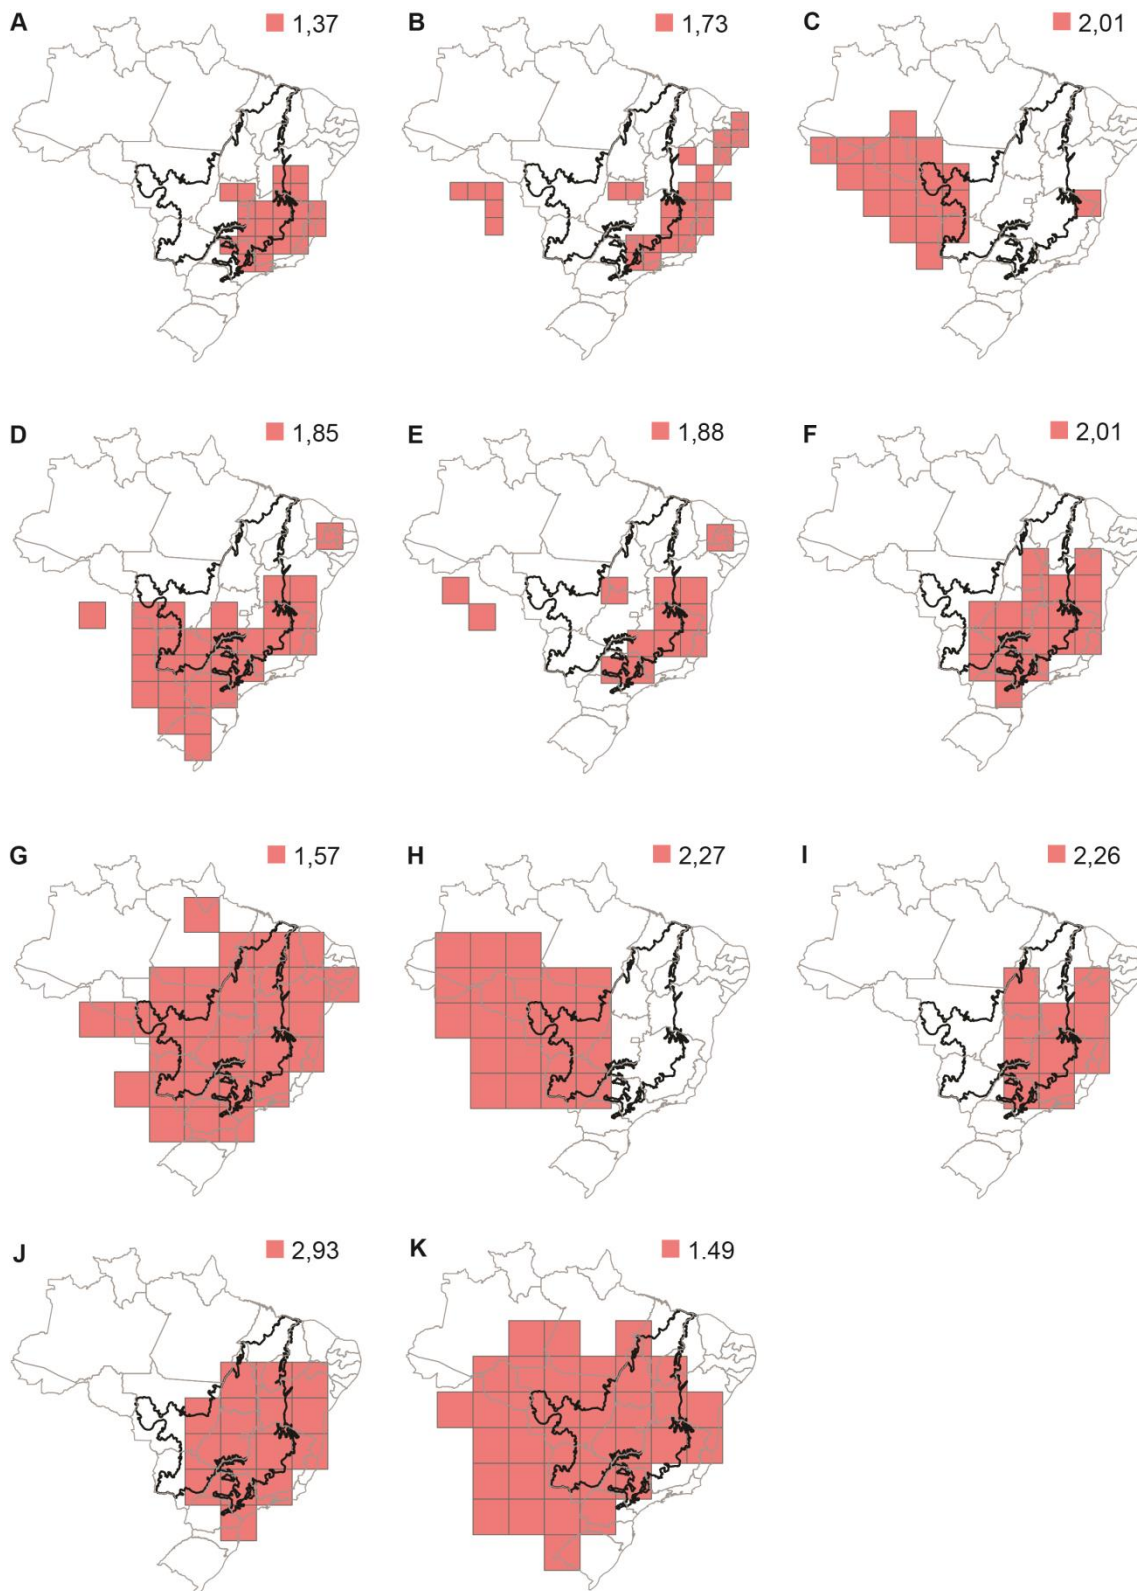 A 1,37
B 1,73
C 2,01
D 1,85
E 1,88
F 2,01
G 1,57
H 2,27
I 2,26
J 2,93
K 1.49